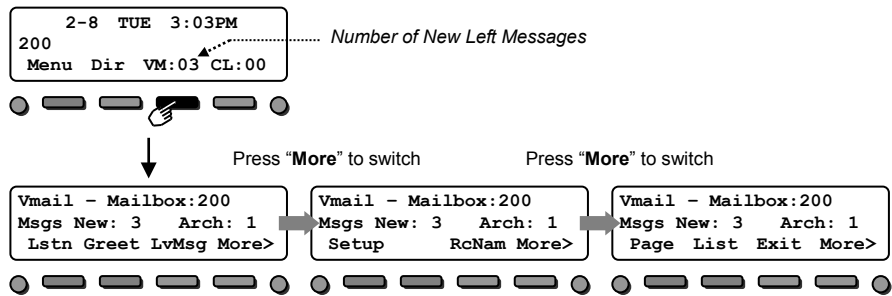 2-8 TUE 3:03PM
200
Menu Dir VM:03 CL:00
Number of New Left Messages
Press “More” to switch
Press “More” to switch
Vmail – Mailbox:200
Msgs New: 3 Arch: 1
Lstn Greet LvMsg More>
Vmail – Mailbox:200
Msgs New: 3 Arch: 1
Setup RcNam More>
Vmail – Mailbox:200
Msgs New: 3 Arch: 1
Page List Exit More>